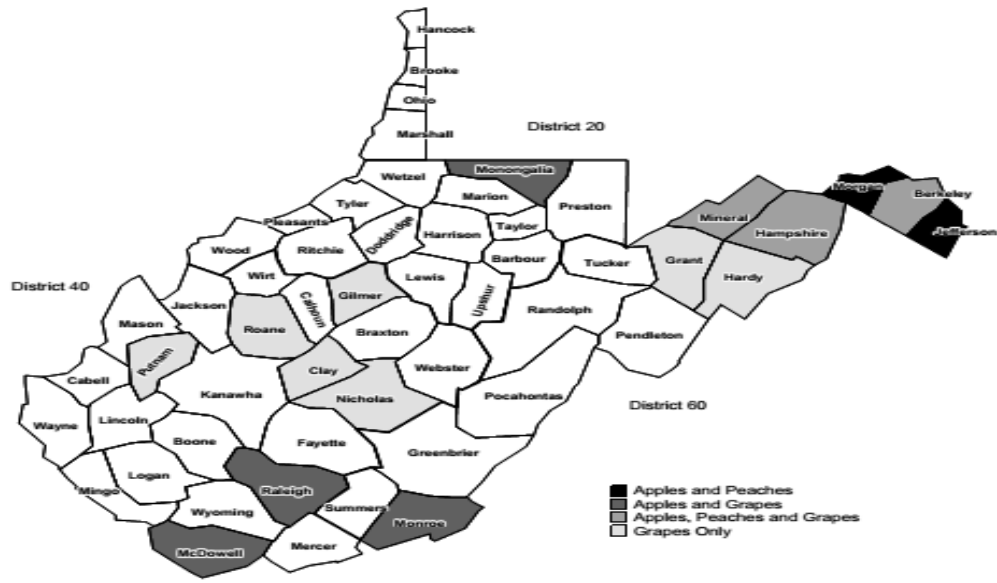 Hancock
Brooke
Ohio
Marshall
District 20
Wetzel
Monongalia
Marion
Preston
Morgan
Berkeley
Tyler
Pleasants
Doddridge
Harrison
Taylor
Mineral
Hampshire
Jefferson
Wood
Ritchie
Barbour
Tucker
Grant
Hardy
Wirt
Lewis
Upshur
District 40
Jackson
Calhoun
Gilmer
Randolph
Mason
Roane
Braxton
Pendleton
Putnam
Clay
Webster
Cabell
Kanawha
Nicholas
Pocahontas
District 60
Wayne
Lincoln
Boone
Fayette
Greenbrier
Logan
Mingo
Raleigh
Wyoming
Summers
Monroe
McDowell
Mercer
Apples and Peaches
Apples and Grapes
Apples, Peaches and Grapes
Grapes Only